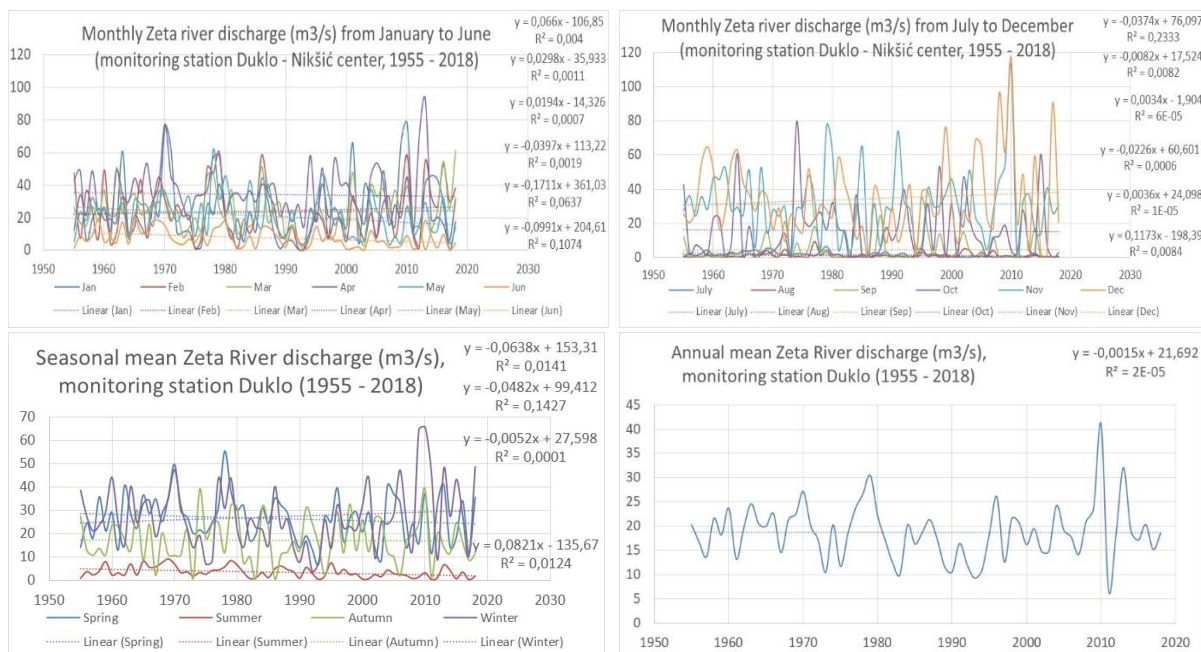 Monthly Zeta river discharge (m3/s) from January to June
(monitoring station Duklo - Nikšić center, 1955 - 2018)
y = 0,066x - 106,85
R² = 0,004
y = 0,0298x - 35,933
R² = 0,0011
y = 0,0194x - 14,326
R² = 0,0007
y = -0,0397x + 113,22
R² = 0,0019
y = -0,1711x + 361,03
R² = 0,0637
y = -0,0991x + 204,61
R² = 0,1074
120
100
80
60
40
20
0
1950 1960 1970 1980 1990 2000 2010 2020 2030
Jan Feb Mar Apr May Jun
Linear (Jan) Linear (Feb) Linear (Mar) Linear (Apr) Linear (May) Linear (Jun)
Monthly Zeta river discharge (m3/s) from July to December
(monitoring station Duklo - Nikšić center, 1955 - 2018)
y = -0,0374x + 76,097
R² = 0,2333
y = -0,0082x + 17,524
R² = 0,0082
y = 0,0034x - 1,904
R² = 6E-05
y = -0,0226x + 60,601
R² = 0,0006
y = 0,0036x + 24,098
R² = 1E-05
y = 0,1173x - 198,39
R² = 0,0084
120
100
80
60
40
20
0
1950 1960 1970 1980 1990 2000 2010 2020 2030
July Aug Sep Oct Nov Dec
Linear (July) Linear (Aug) Linear (Sep) Linear (Oct) Linear (Nov) Linear (Dec)
Seasonal mean Zeta River discharge (m3/s),
monitoring station Duklo (1955 - 2018)
y = -0,0638x + 153,31
R² = 0,0141
y = -0,0482x + 99,412
R² = 0,1427
y = -0,0052x + 27,598
R² = 0,0001
y = 0,0821x - 135,67
R² = 0,0124
70
60
50
40
30
20
10
0
1950 1960 1970 1980 1990 2000 2010 2020 2030
Spring Summer Autumn Winter
Linear (Spring) Linear (Summer) Linear (Autumn) Linear (Winter)
Annual mean Zeta River discharge (m3/s),
monitoring station Duklo (1955 - 2018)
y = -0,0015x + 21,692
R² = 2E-05
45
40
35
30
25
20
15
10
5
0
1950 1960 1970 1980 1990 2000 2010 2020